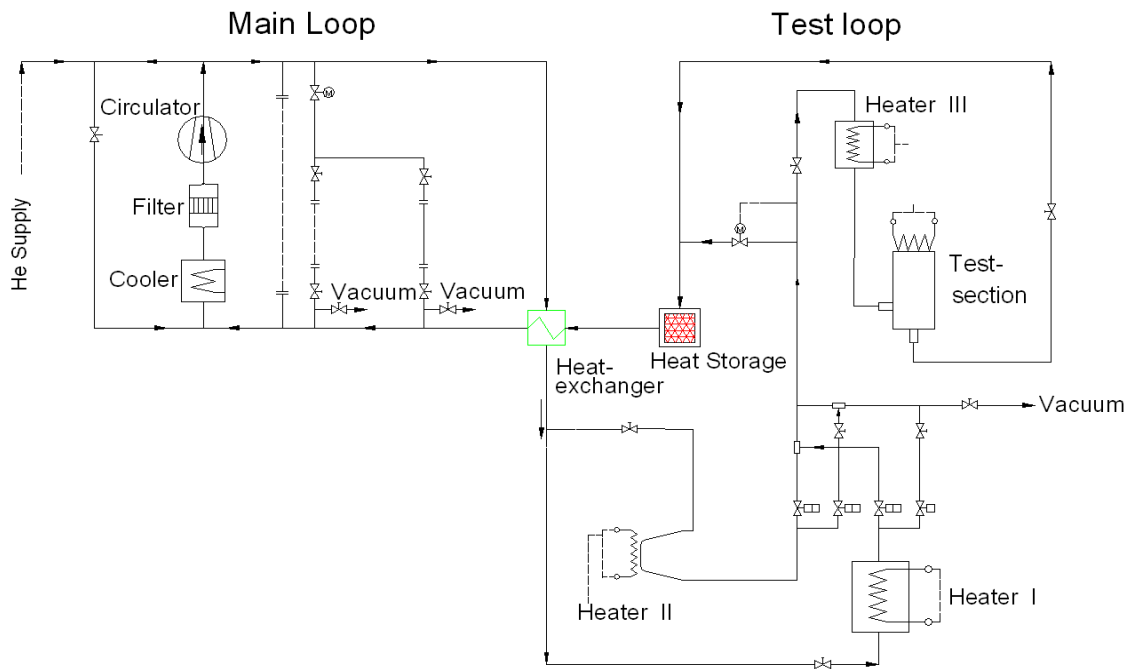 Main Loop
Test loop
Circulator
Heater III
M
Filter
He Supply
M
Cooler
Test-
section
Vacuum
Vacuum
Heat-
exchanger
Heat Storage
Vacuum
Heater II
Heater I